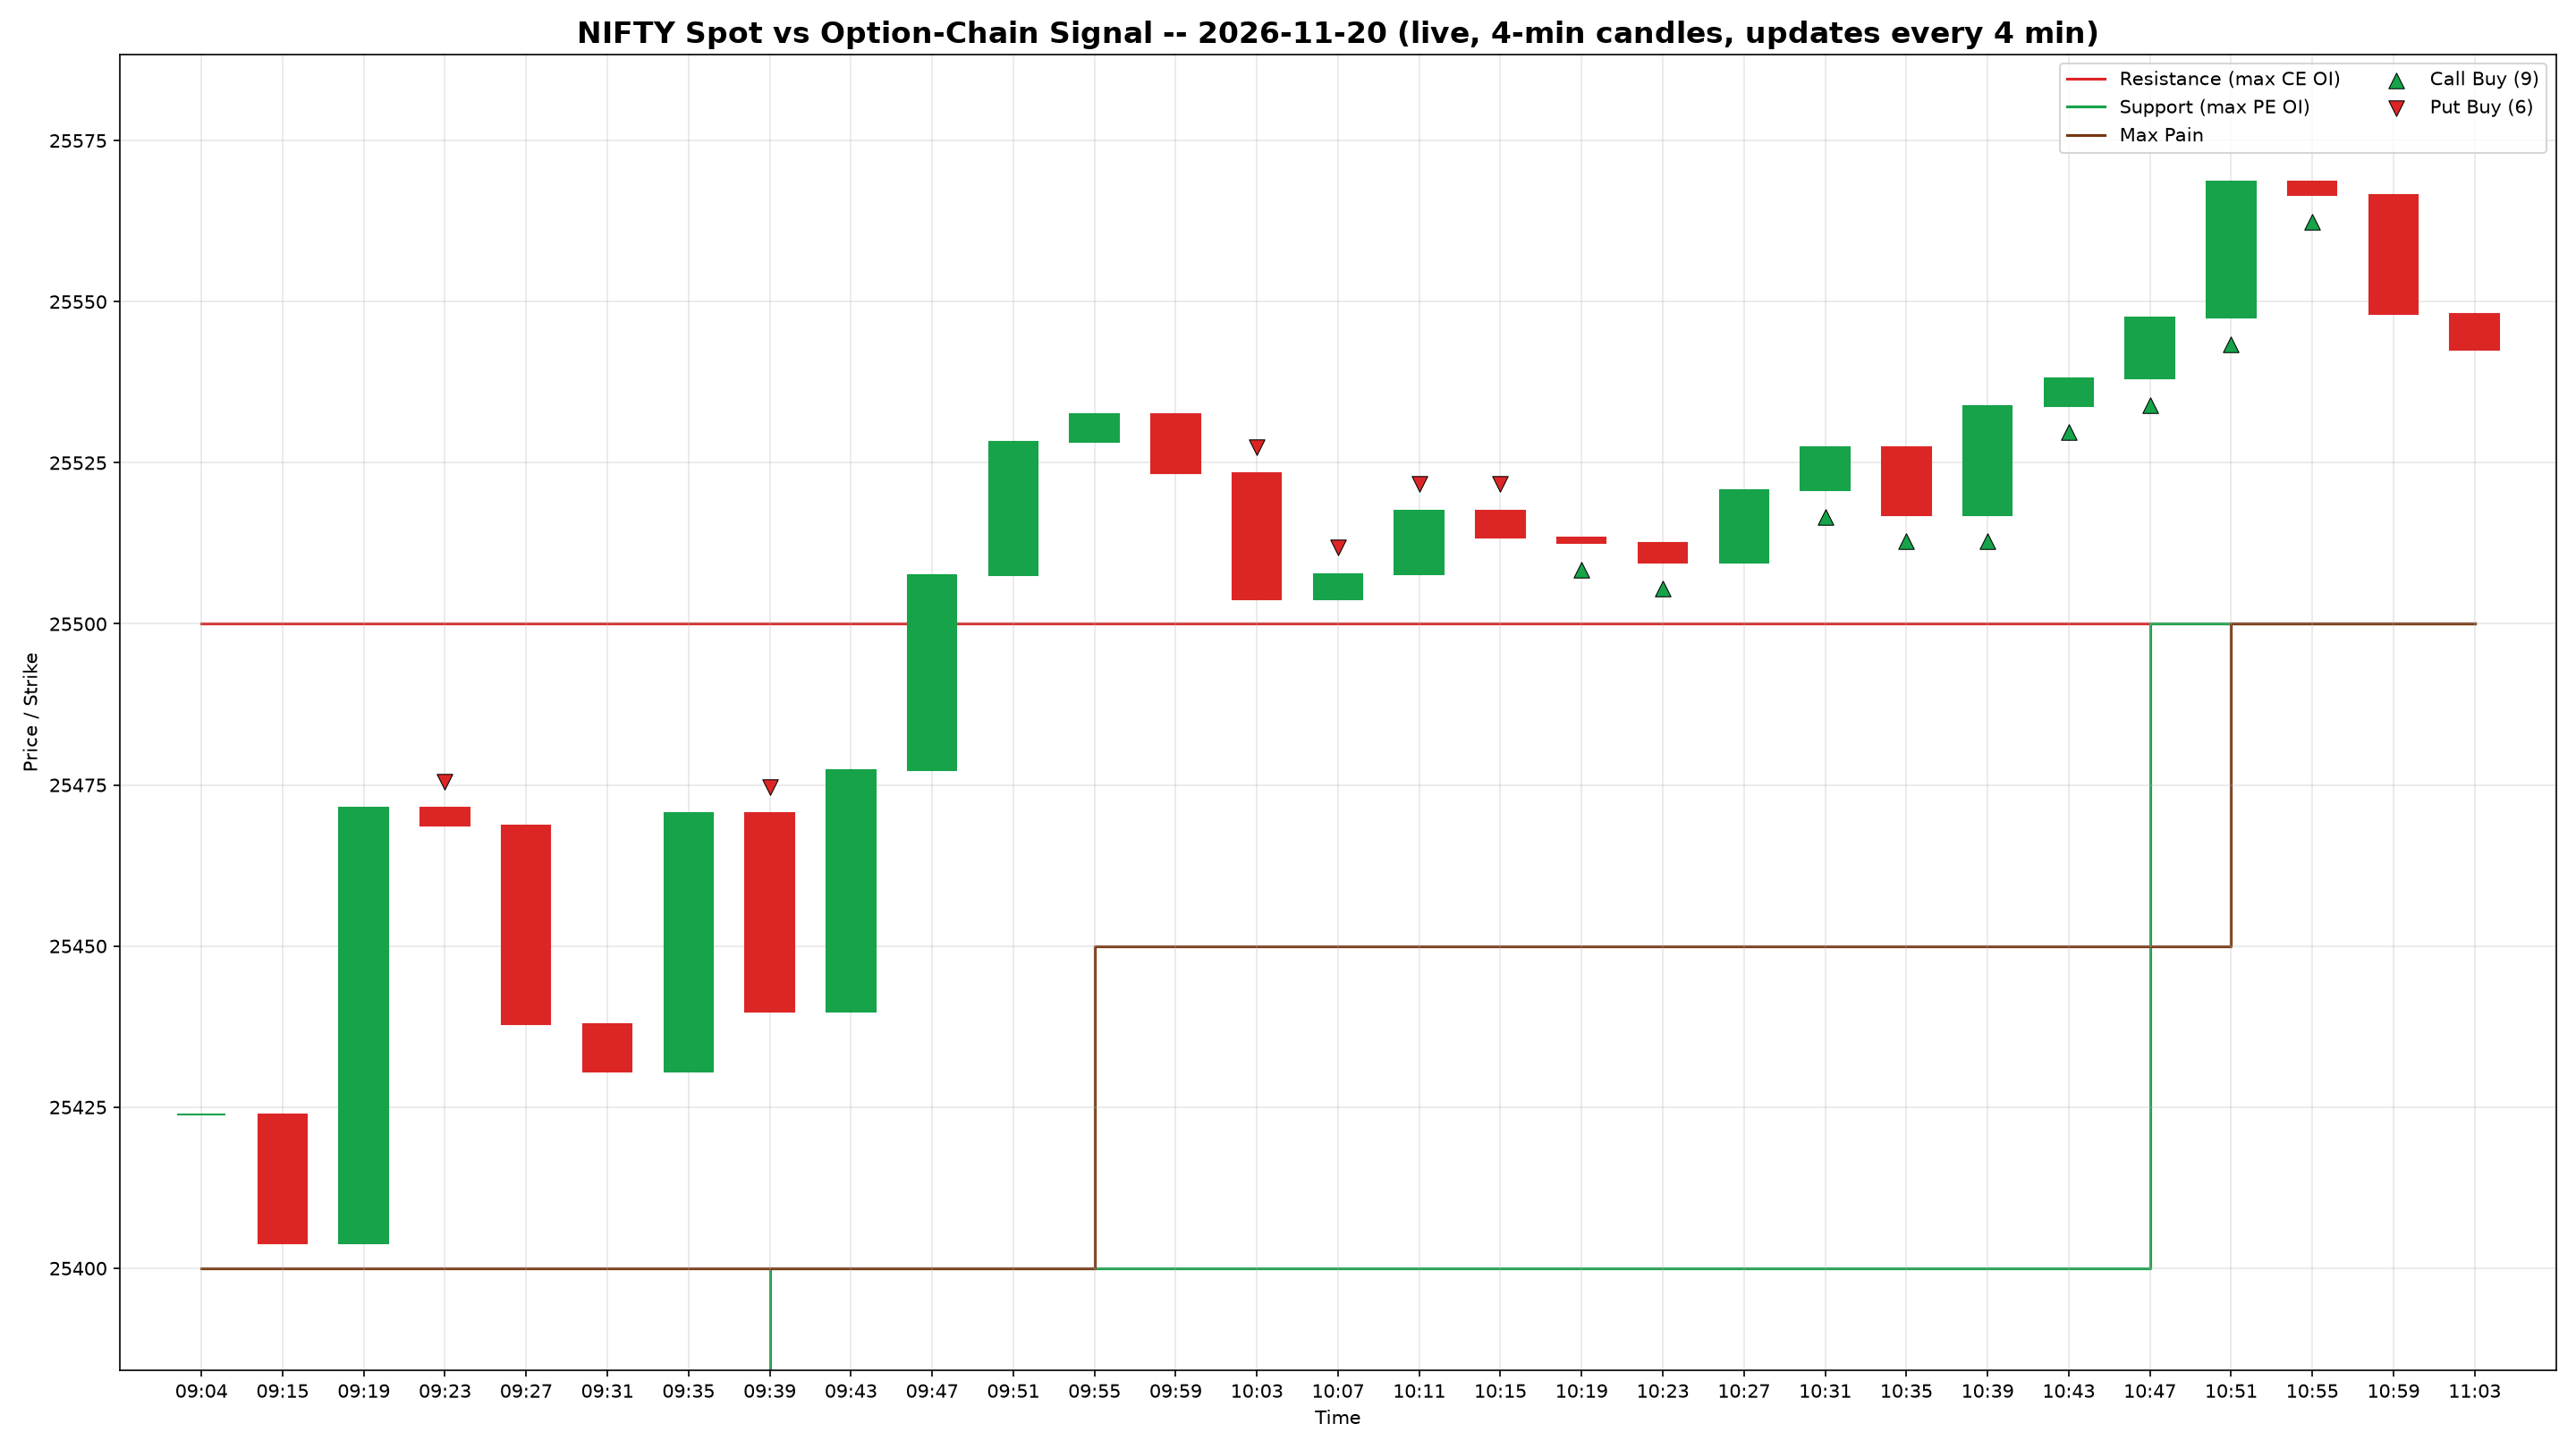 NIFTY Spot vs Option-Chain Signal -- 2026-11-20 (live, 4-min candles, updates every 4 min)
Resistance (max CE OI)
Support (max PE OI)
Max Pain
Call Buy (9)
Put Buy (6)
Price / Strike
25575
25550
25525
25500
25475
25450
25425
25400
09:04 09:15 09:19 09:23 09:27 09:31 09:35 09:39 09:43 09:47 09:51 09:55 09:59 10:03 10:07 10:11 10:15 10:19 10:23 10:27 10:31 10:35 10:39 10:43 10:47 10:51 10:55 10:59 11:03
Time